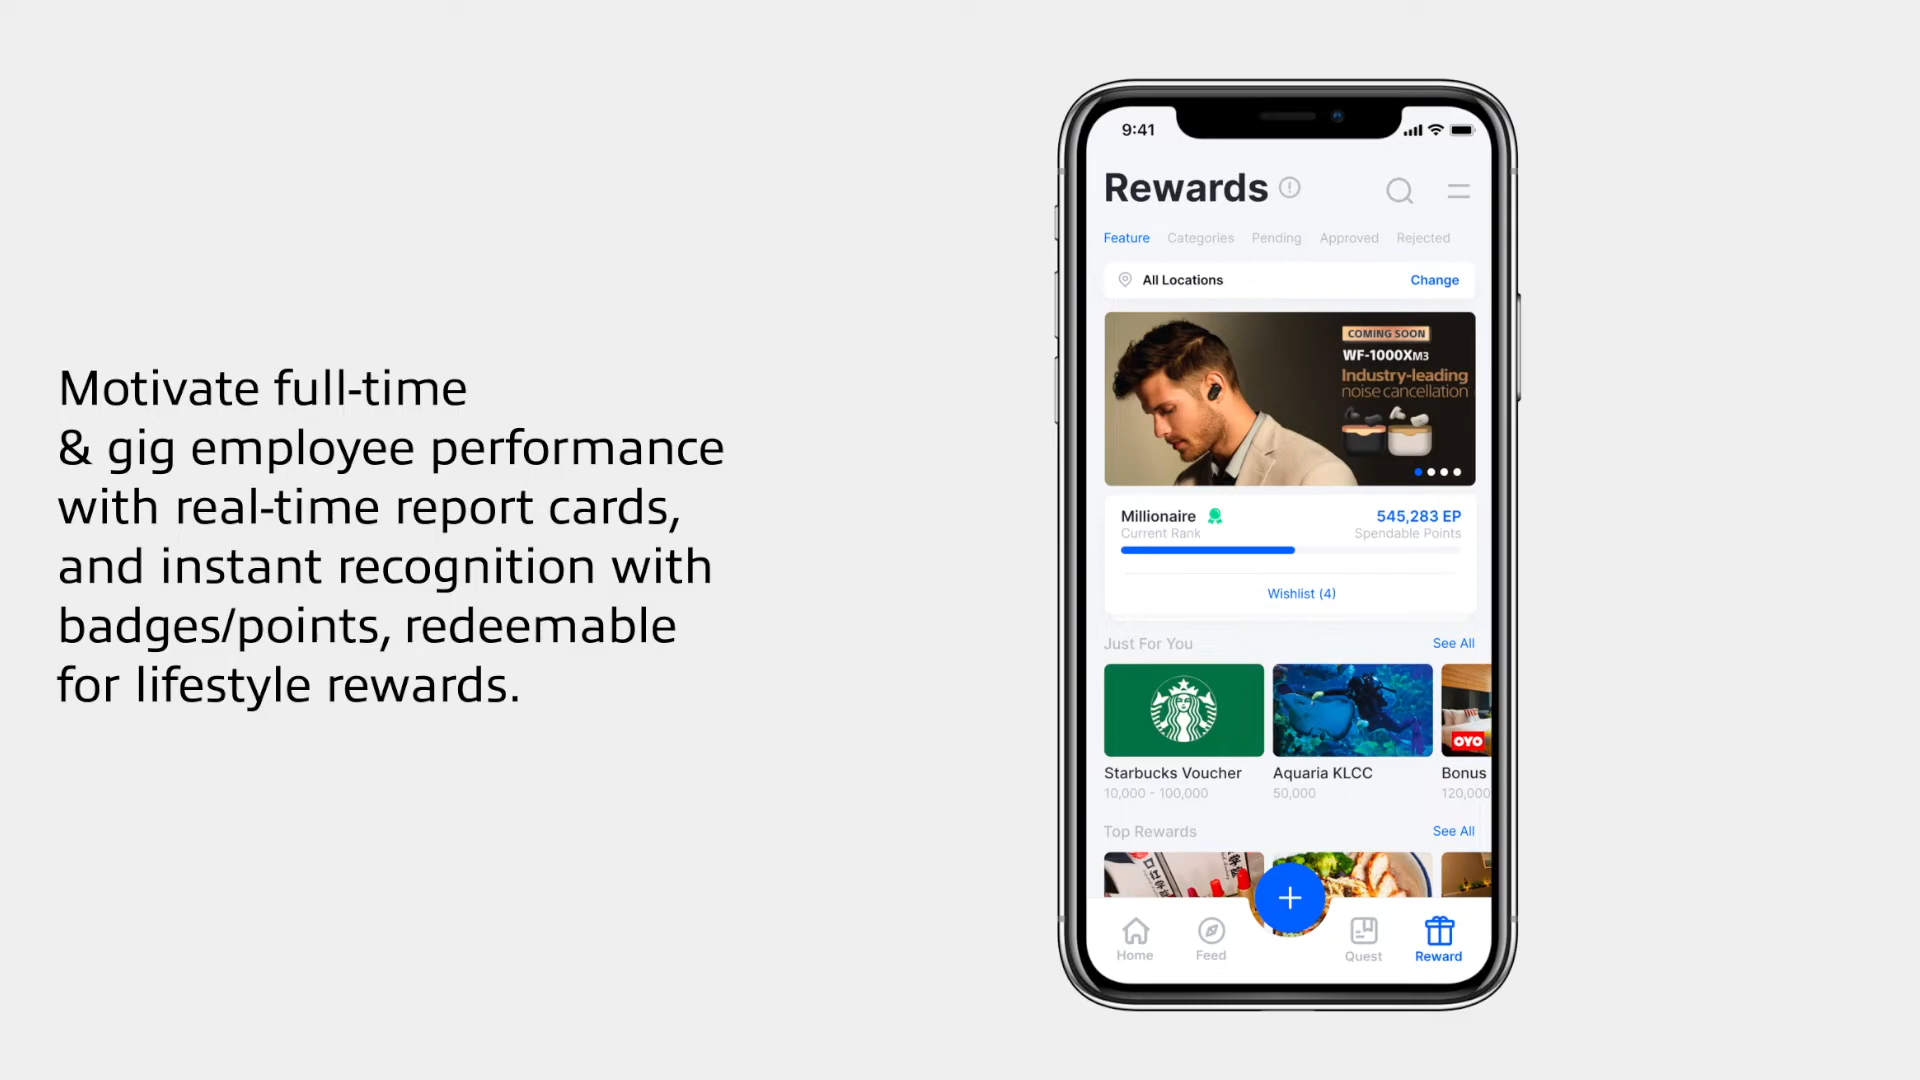 Motivate full-time
& gig employee performance
with real-time report cards,
and instant recognition with
badges/points, redeemable
for lifestyle rewards.
9:41
Rewards
Feature Categories Pending Approved Rejected
All Locations Change
COMING SOON
WF-1000XM3
Industry-leading
noise cancellation
Millionaire 545,283 EP
Current Rank Spendable Points
Wishlist (4)
Just For You See All
OYO
Starbucks Voucher Aquaria KLCC Bonus
10,000 - 100,000 50,000 120,000
Top Rewards See All
Home Feed Quest Reward